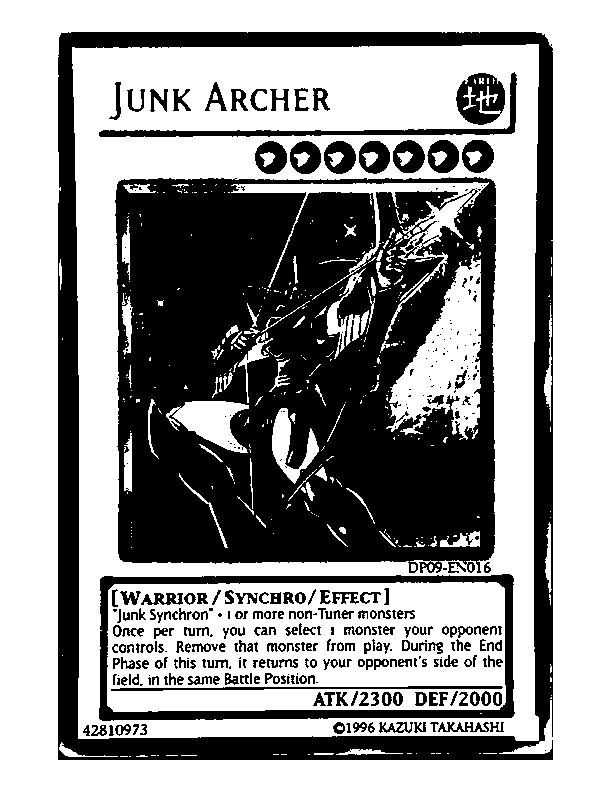 JUNK ARCHER
EARTH
地
DP09-EN016
[WARRIOR/SYNCHRO/EFFECT]
"Junk Synchron" + 1 or more non-Tuner monsters
Once per turn, you can select 1 monster your opponent
controls. Remove that monster from play. During the End
Phase of this turn, it returns to your opponent's side of the
field, in the same Battle Position.
ATK/2300 DEF/2000
42810973
©1996 KAZUKI TAKAHASHI